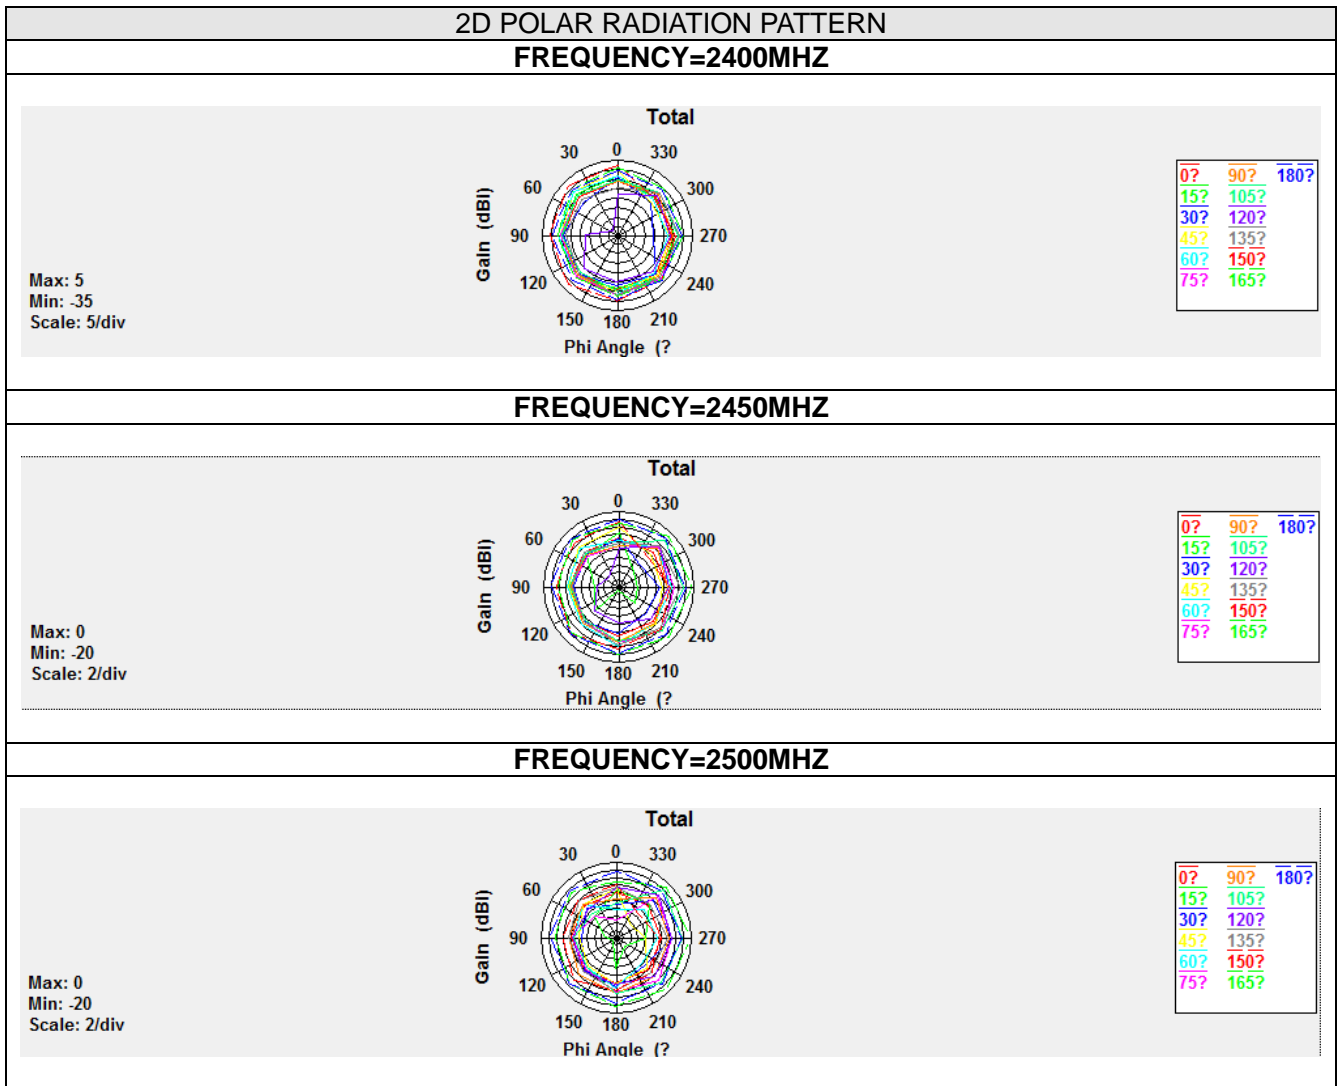 2D POLAR RADIATION PATTERN
FREQUENCY=2400MHZ
Total
30 0 330
60 300
90 270
120 240
150 180 210
Gain (dBI)
Phi Angle (?
Max: 5
Min: -35
Scale: 5/div
0? 90? 180?
15? 105?
30? 120?
45? 135?
60? 150?
75? 165?
FREQUENCY=2450MHZ
Total
30 0 330
60 300
90 270
120 240
150 180 210
Gain (dBI)
Phi Angle (?
Max: 0
Min: -20
Scale: 2/div
0? 90? 180?
15? 105?
30? 120?
45? 135?
60? 150?
75? 165?
FREQUENCY=2500MHZ
Total
30 0 330
60 300
90 270
120 240
150 180 210
Gain (dBI)
Phi Angle (?
Max: 0
Min: -20
Scale: 2/div
0? 90? 180?
15? 105?
30? 120?
45? 135?
60? 150?
75? 165?